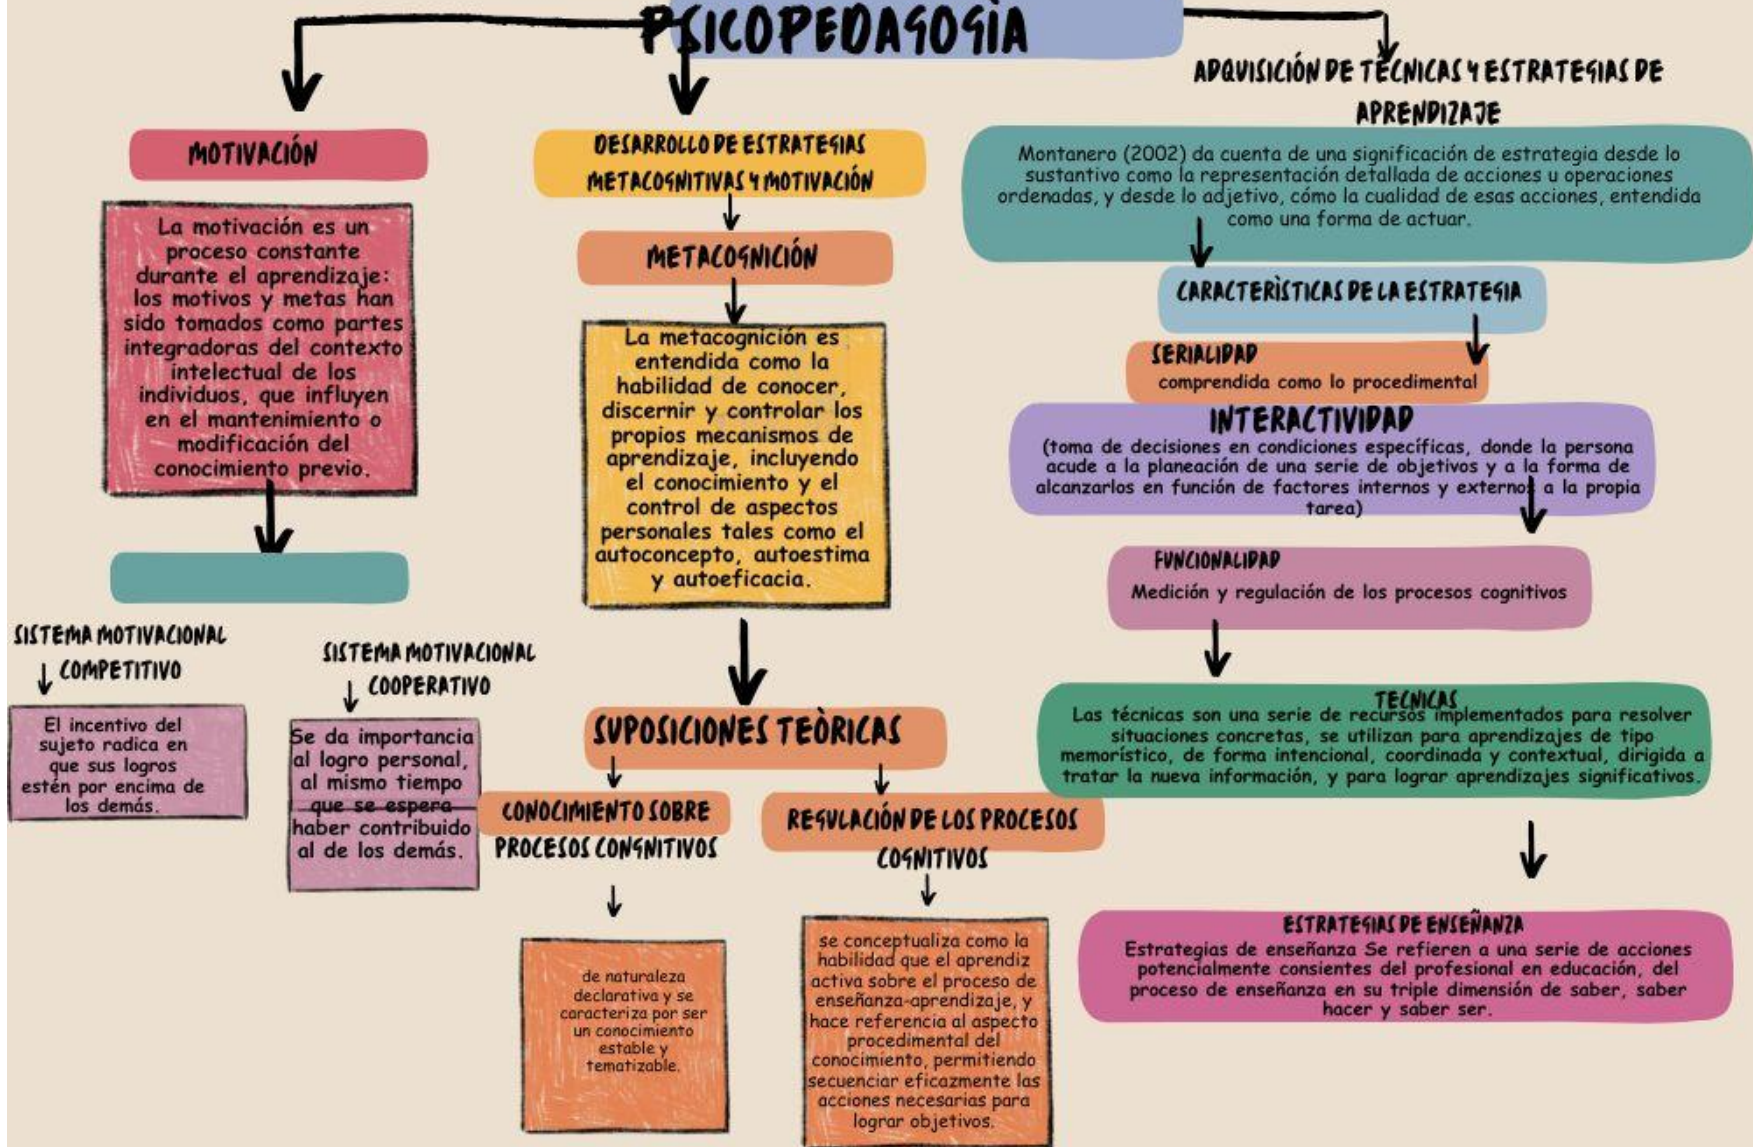 PSICOPEDAGOGÌA
MOTIVACIÓN
La motivación es un
proceso constante
durante el aprendizaje:
los motivos y metas han
sido tomados como partes
integradoras del contexto
intelectual de los
individuos, que influyen
en el mantenimiento o
modificación del
conocimiento previo.
SISTEMA MOTIVACIONAL
COMPETITIVO
El incentivo del
sujeto radica en
que sus logros
estén por encima de
los demás.
SISTEMA MOTIVACIONAL
COOPERATIVO
Se da importancia
al logro personal,
al mismo tiempo
que se espera
haber contribuido
al de los demás.
DESARROLLO DE ESTRATEGIAS
METACOGNITIVAS Y MOTIVACIÓN
METACOGNICIÓN
La metacognición es
entendida como la
habilidad de conocer,
discernir y controlar los
propios mecanismos de
aprendizaje, incluyendo
el conocimiento y el
control de aspectos
personales tales como el
autoconcepto, autoestima
y autoeficacia.
SUPOSICIONES TEÒRICAS
CONOCIMIENTO SOBRE
PROCESOS CONGNITIVOS
de naturaleza
declarativa y se
caracteriza por ser
un conocimiento
estable y
tematizable.
REGULACIÓN DE LOS PROCESOS
COGNITIVOS
se conceptualiza como la
habilidad que el aprendiz
activa sobre el proceso de
enseñanza-aprendizaje, y
hace referencia al aspecto
procedimental del
conocimiento, permitiendo
secuenciar eficazmente las
acciones necesarias para
lograr objetivos.
ADQUISICIÓN DE TÉCNICAS Y ESTRATEGIAS DE
APRENDIZAJE
Montanero (2002) da cuenta de una significación de estrategia desde lo
sustantivo como la representación detallada de acciones u operaciones
ordenadas, y desde lo adjetivo, cómo la cualidad de esas acciones, entendida
como una forma de actuar.
CARACTERÌSTICAS DE LA ESTRATEGIA
SERIALIDAD
comprendida como lo procedimental
INTERACTIVIDAD
(toma de decisiones en condiciones específicas, donde la persona
acude a la planeación de una serie de objetivos y a la forma de
alcanzarlos en función de factores internos y externos a la propia
tarea)
FUNCIONALIDAD
Medición y regulación de los procesos cognitivos
TECNICAS
Las técnicas son una serie de recursos implementados para resolver
situaciones concretas, se utilizan para aprendizajes de tipo
memorístico, de forma intencional, coordinada y contextual, dirigida a
tratar la nueva información, y para lograr aprendizajes significativos.
ESTRATEGIAS DE ENSEÑANZA
Estrategias de enseñanza Se refieren a una serie de acciones
potencialmente consientes del profesional en educación, del
proceso de enseñanza en su triple dimensión de saber, saber
hacer y saber ser.